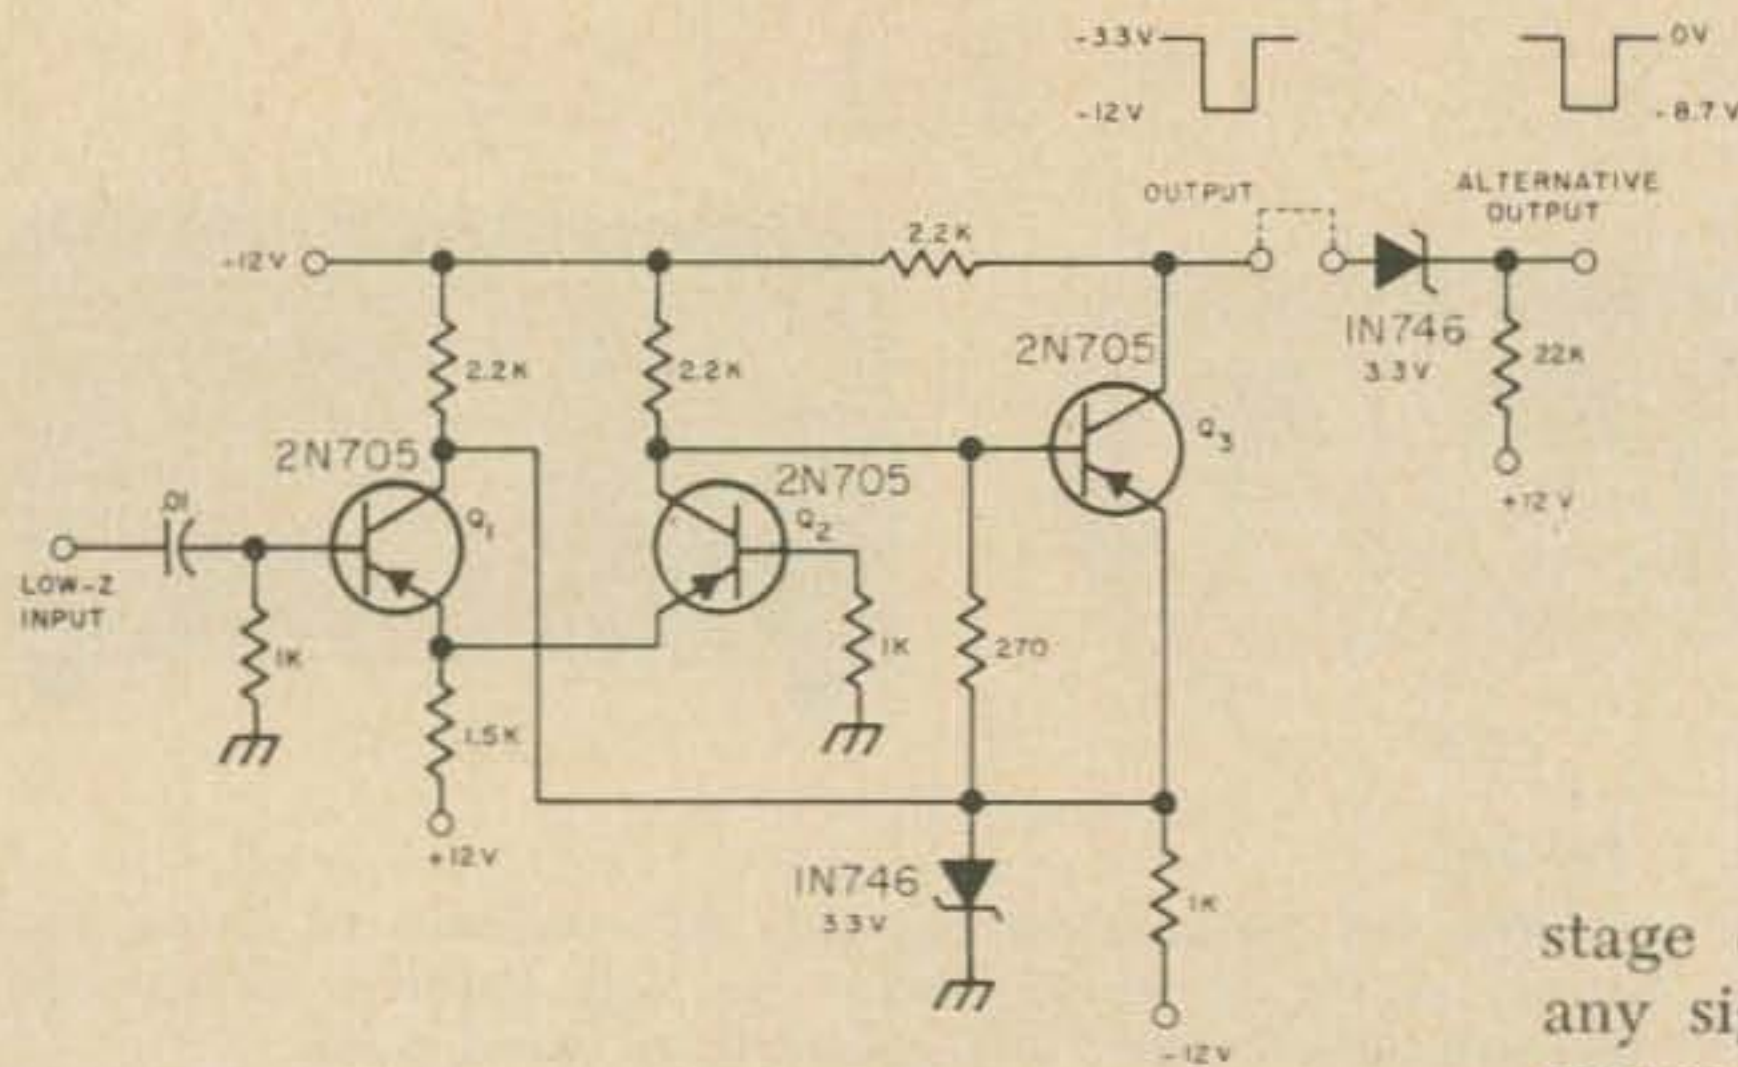 -3.3V
0V
-12V
-8.7V
OUTPUT
ALTERNATIVE
OUTPUT
-12V
2.2K
2N705
1N746
3.3V
22K
2.2K
2.2K
Q3
2N705
2N705
+12V
.01
Q1
Q2
LOW-Z
INPUT
1K
1K
270
1.5K
+12V
1N746
3.3V
1K
-12V
stage
any si